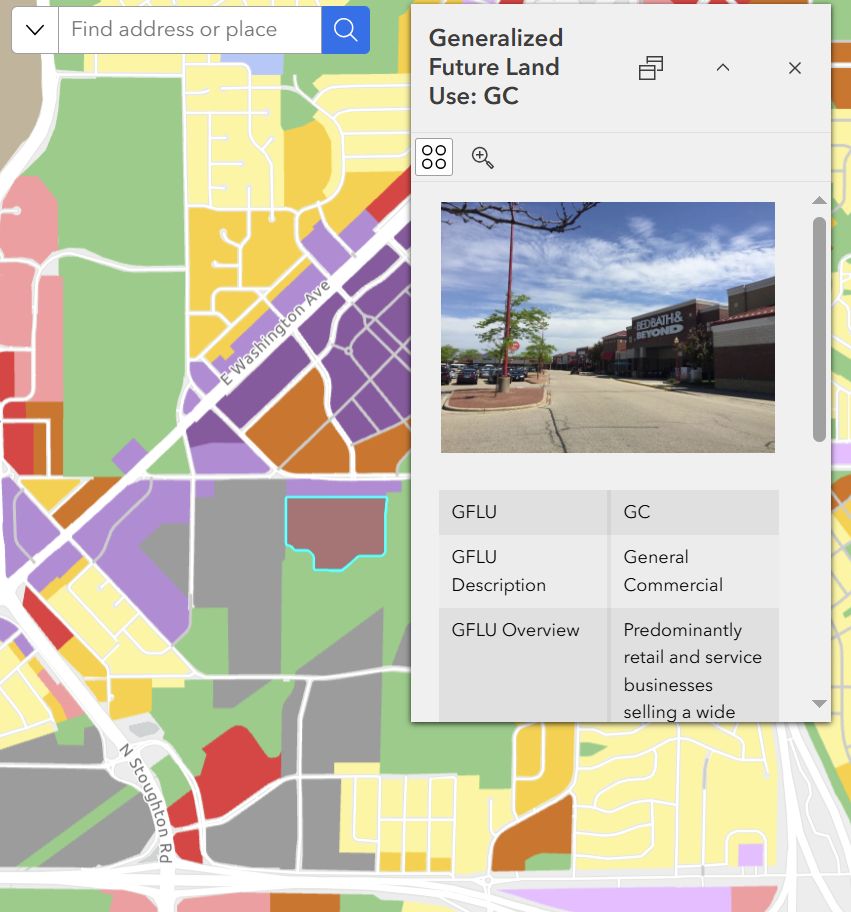 Find address or place
Generalized
Future Land
Use: GC
BED BATH &
BEYOND
E Washington Ave
GFLU
GC
GFLU
Description
General
Commercial
GFLU Overview
Predominantly
retail and service
businesses
selling a wide
N Stoughton Rd